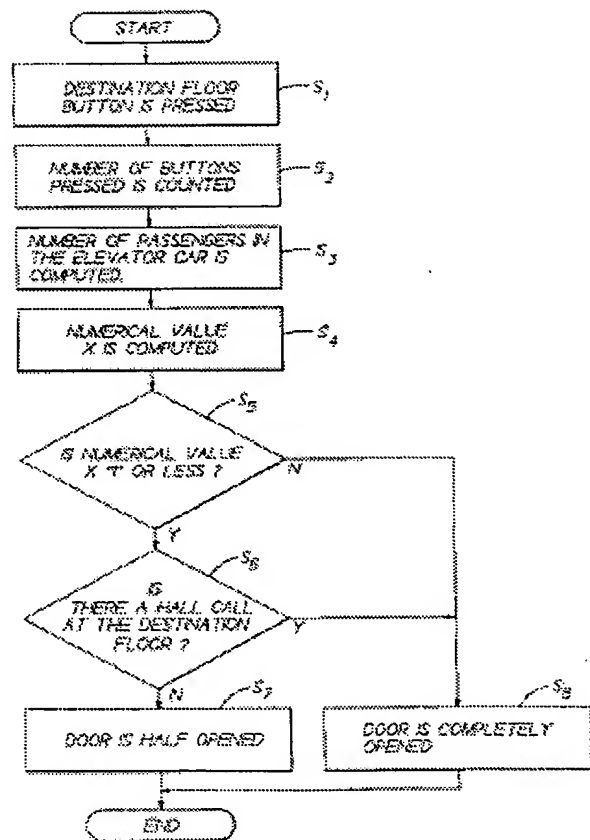 START
DESTINATION FLOOR
BUTTON IS PRESSED
S1
NUMBER OF BUTTONS
PRESSED IS COUNTED
S2
NUMBER OF PASSENGERS IN
THE ELEVATOR CAR IS
COMPUTED.
S3
NUMERICAL VALUE
X IS COMPUTED
S4
S5
IS NUMERICAL VALUE
X "1" OR LESS ?
N
Y
S6
IS
THERE A HALL CALL
AT THE DESTINATION
FLOOR ?
Y
N
S7
DOOR IS HALF OPENED
S8
DOOR IS COMPLETELY
OPENED
END